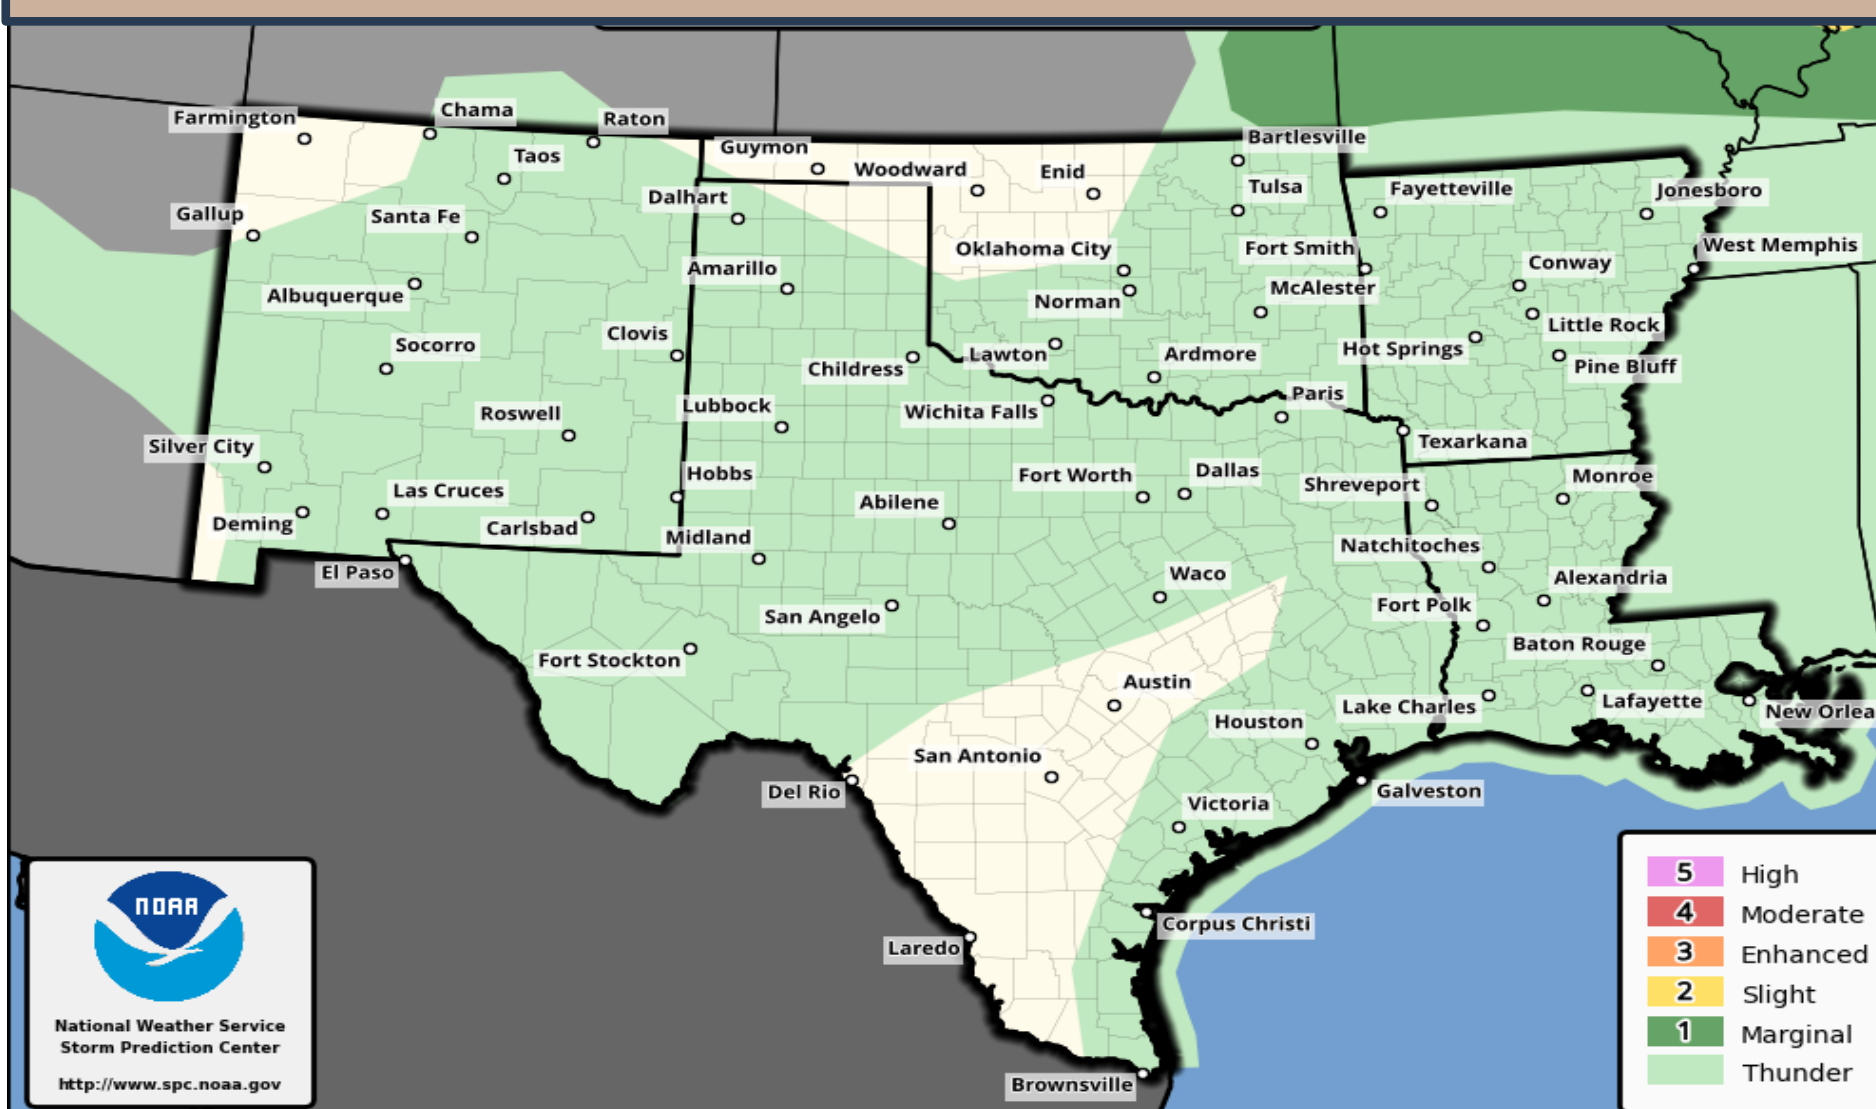 Farmington
Chama
Raton
Guymon
Bartlesville
Taos
Woodward
Enid
Tulsa
Fayetteville
Jonesboro
Gallup
Santa Fe
Dalhart
Oklahoma City
Fort Smith
West Memphis
Amarillo
Conway
Albuquerque
Norman
McAlester
Socorro
Clovis
Little Rock
Childress
Lawton
Ardmore
Hot Springs
Pine Bluff
Roswell
Lubbock
Wichita Falls
Paris
Silver City
Texarkana
Hobbs
Fort Worth
Dallas
Monroe
Las Cruces
Abilene
Shreveport
Deming
Carlsbad
Midland
Natchitoches
El Paso
Waco
Alexandria
San Angelo
Fort Polk
Fort Stockton
Baton Rouge
Austin
Lake Charles
Lafayette
New Orlea
Houston
San Antonio
Del Rio
Galveston
Victoria
Corpus Christi
Laredo
Brownsville
NOAA
National Weather Service
Storm Prediction Center
http://www.spc.noaa.gov
5 High
4 Moderate
3 Enhanced
2 Slight
1 Marginal
Thunder